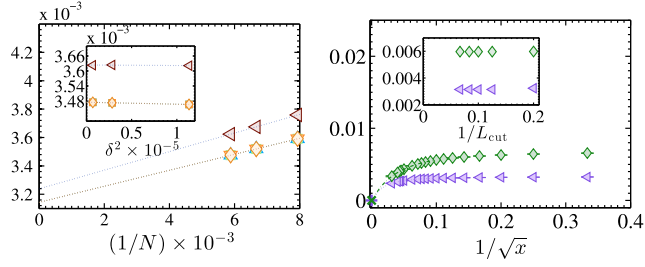 × 10⁻³
4.2
4
3.8
3.6
3.4
3.2
0 2 4 6 8
(1/N) × 10⁻³
× 10⁻³
3.66
3.6
3.54
3.48
0 0.5 1
δ² × 10⁻⁵
0.02
0.01
0
0 0.1 0.2 0.3 0.4
1/√x
0.006
0.004
0.002
0 0.1 0.2
1/L_cut